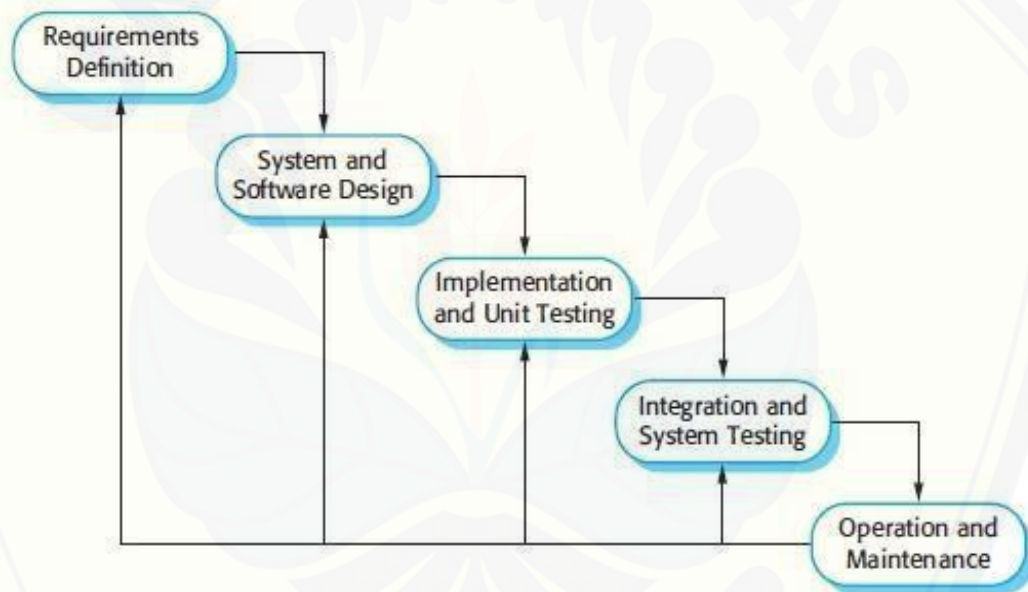 Requirements
Definition
System and
Software Design
Implementation
and Unit Testing
Integration and
System Testing
Operation and
Maintenance